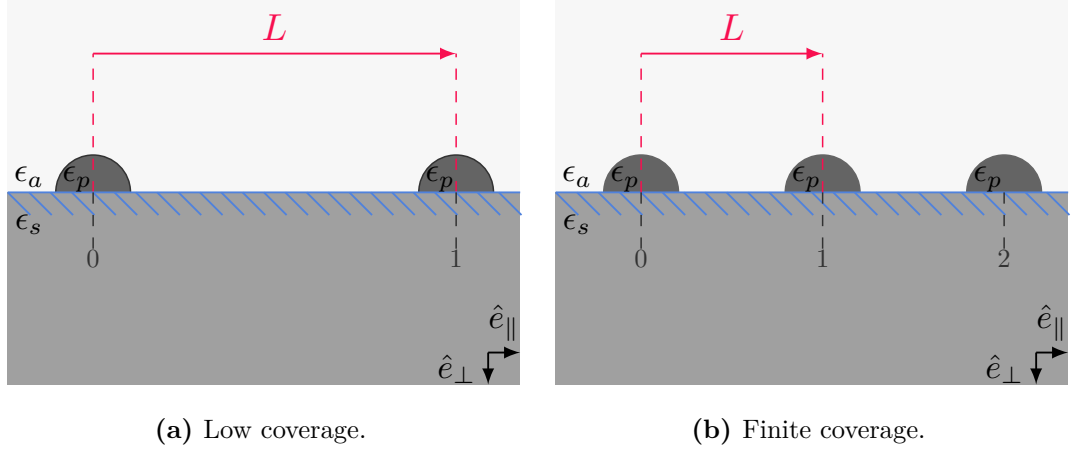 L
L
ϵₐ ϵₚ ϵₚ
ϵₛ
0 1
ê∥
ê⊥
ϵₐ ϵₚ ϵₚ ϵₚ
ϵₛ
0 1 2
ê∥
ê⊥
(a) Low coverage.
(b) Finite coverage.